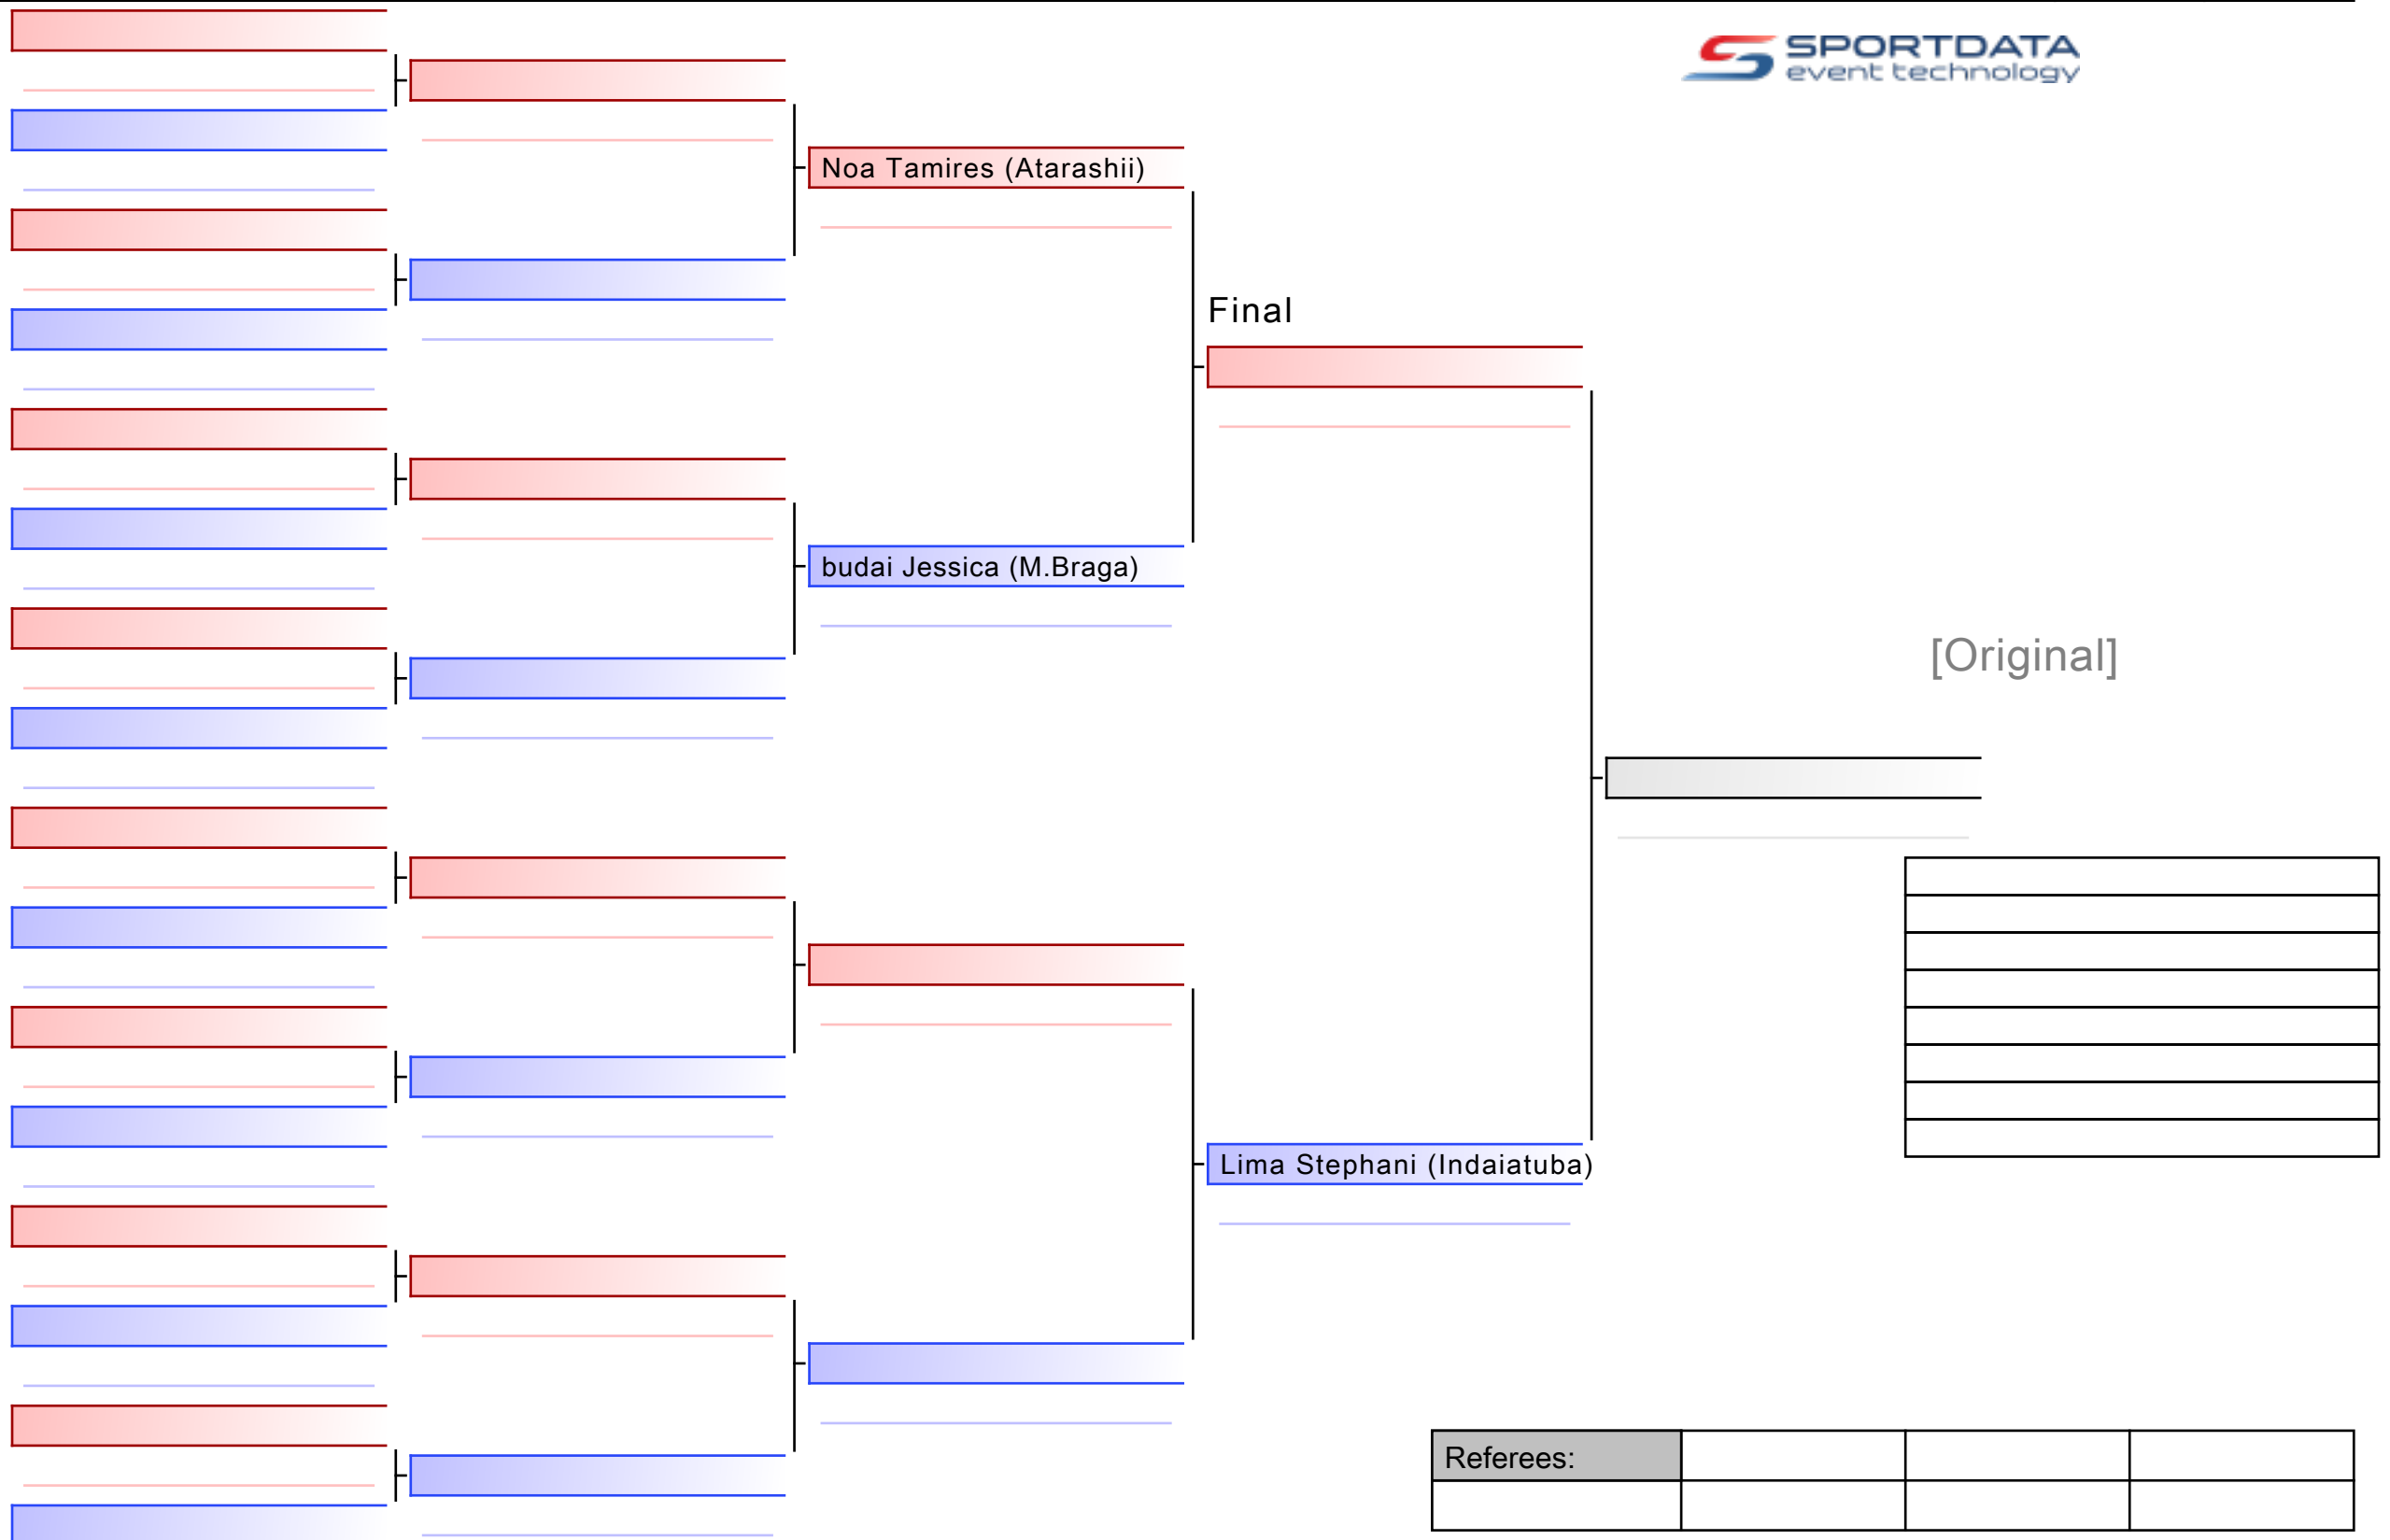 SPORTDATA
event technology
Noa Tamires (Atarashii)
Final
budai Jessica (M.Braga)
[Original]
Lima Stephani (Indaiatuba)
Referees: